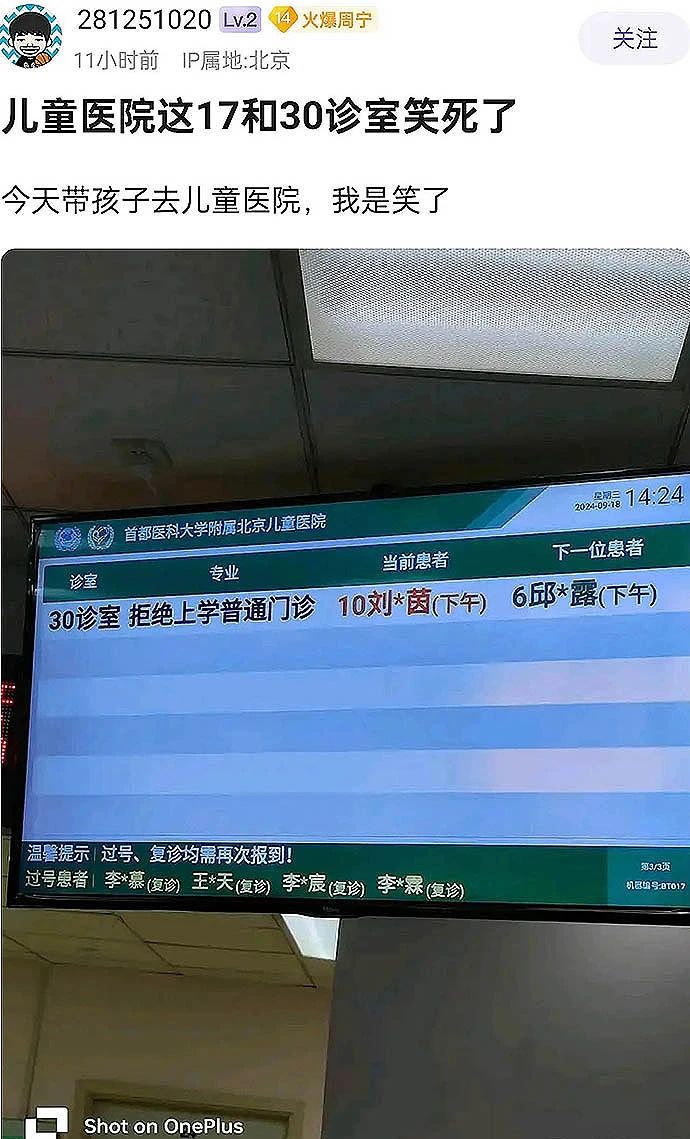 281251020 Lv.2 14 火爆周宁
11小时前 IP属地:北京
关注
儿童医院这17和30诊室笑死了
今天带孩子去儿童医院，我是笑了
首都医科大学附属北京儿童医院
星期三
2024-09-18 14:24
诊室 专业 当前患者 下一位患者
30诊室 拒绝上学普通门诊 10刘*茵(下午) 6邱*露(下午)
温馨提示 过号、复诊均需再次报到！
过号患者 李*慕(复诊) 王*天(复诊) 李*宸(复诊) 李*霖(复诊)
第3/3页
机器编号:BT017
Shot on OnePlus